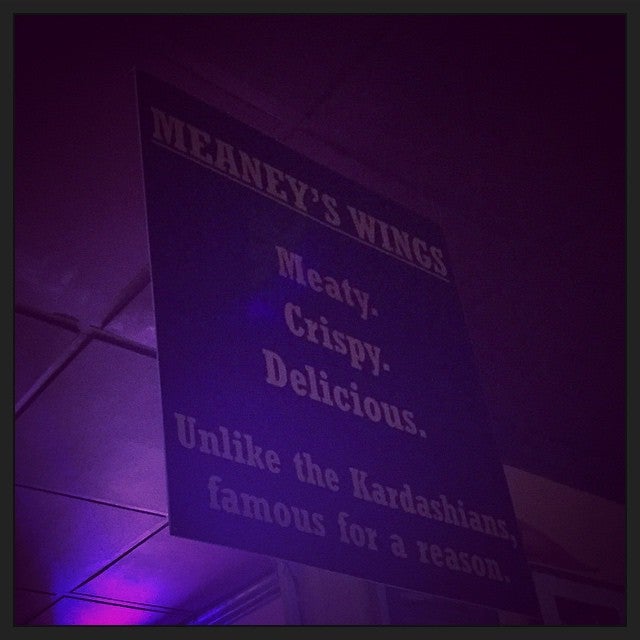 MEANEY'S WINGS
Meaty.
Crispy.
Delicious.
Unlike the Kardashians,
famous for a reason.